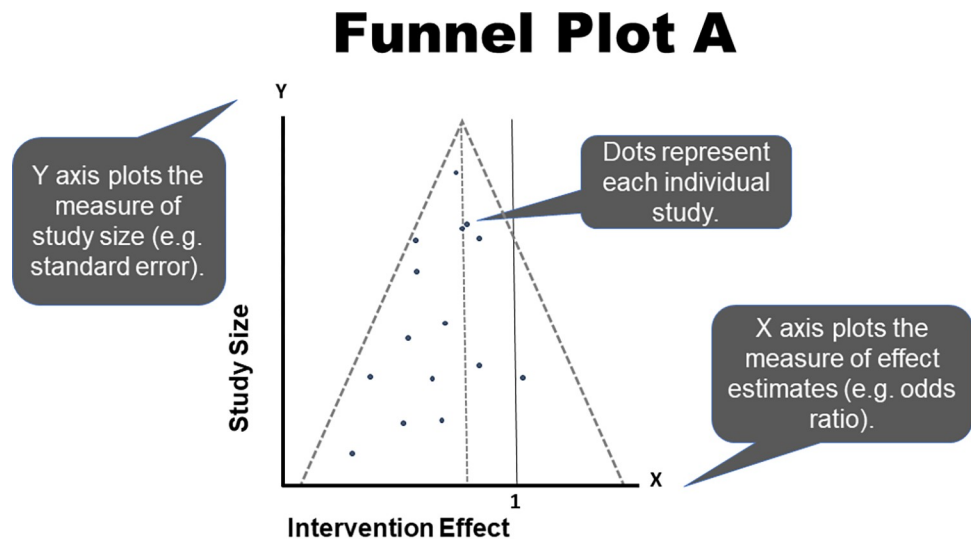 Funnel Plot A
Y
Y axis plots the
measure of
study size (e.g.
standard error).
Dots represent
each individual
study.
Study Size
X axis plots the
measure of effect
estimates (e.g. odds
ratio).
X
1
Intervention Effect